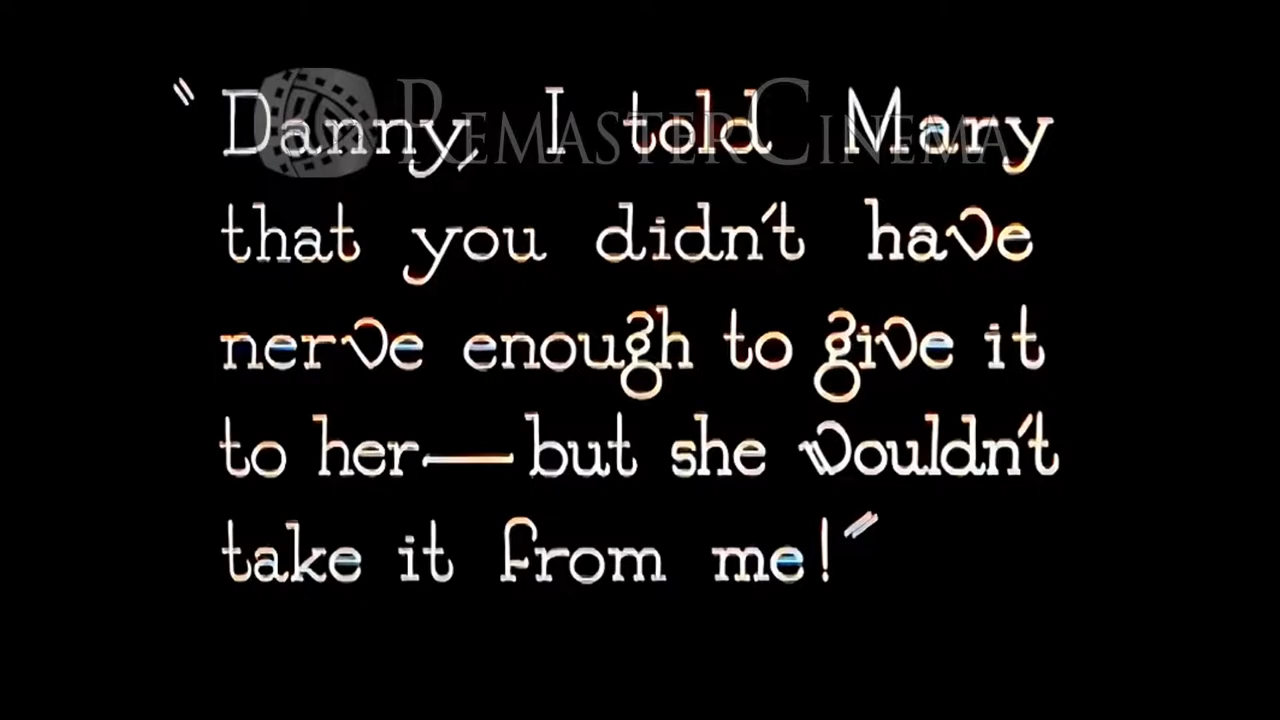 REMASTERCINEMA
"Danny, I told Mary
that you didn't have
nerve enough to give it
to her—but she wouldn't
take it from me!"